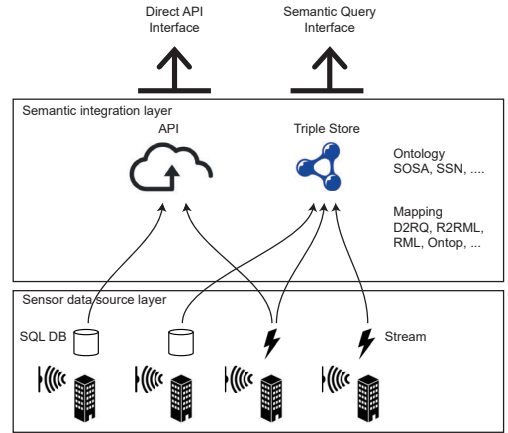 Direct API
Interface
Semantic Query
Interface
Semantic integration layer
API
Triple Store
Ontology
SOSA, SSN, ....
Mapping
D2RQ, R2RML,
RML, Ontop, ...
Sensor data source layer
SQL DB
Stream